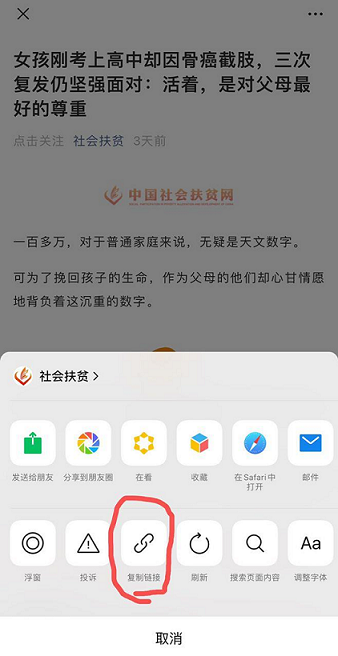 女孩刚考上高中却因骨癌截肢，三次
复发仍坚强面对：活着，是对父母最
好的尊重
点击关注 社会扶贫 3天前
中国社会扶贫网
一百多万，对于普通家庭来说，无疑是天文数字。
可为了挽回孩子的生命，作为父母的他们却心甘情愿
地背负着这沉重的数字。
社会扶贫
发送给朋友 分享到朋友圈 在看 收藏 在Safari中 邮件
打开
浮窗 投诉 复制链接 刷新 搜索页面内容 调整字体
Aa
取消